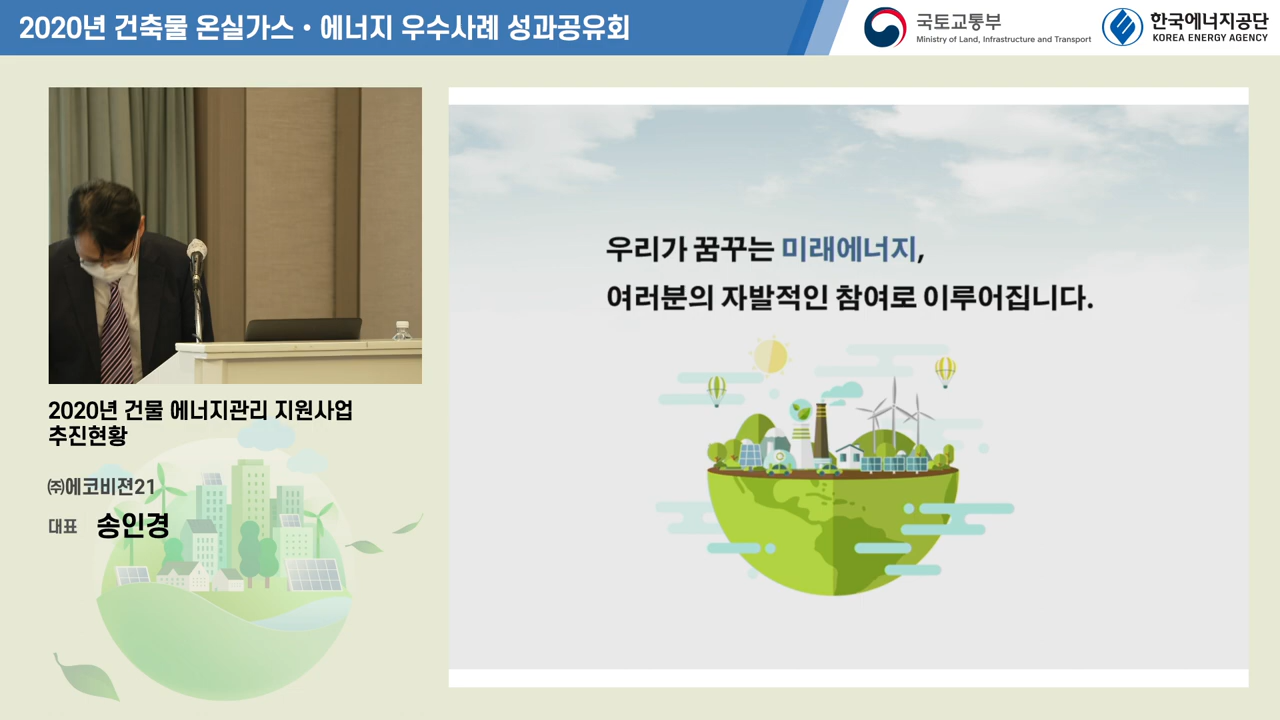 2020년 건축물 온실가스・에너지 우수사례 성과공유회
국토교통부
Ministry of Land, Infrastructure and Transport
한국에너지공단
KOREA ENERGY AGENCY
우리가 꿈꾸는 미래에너지,
여러분의 자발적인 참여로 이루어집니다.
2020년 건물 에너지관리 지원사업
추진현황
㈜에코비젼21
대표 송인경